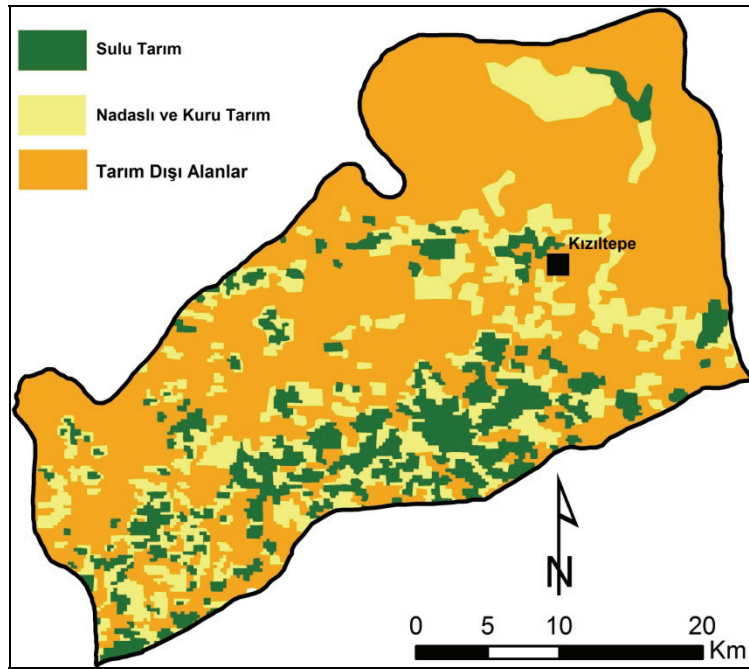 Sulu Tarım
Nadaslı ve Kuru Tarım
Tarım Dışı Alanlar
Kızıltepe
N
0 5 10 20
Km